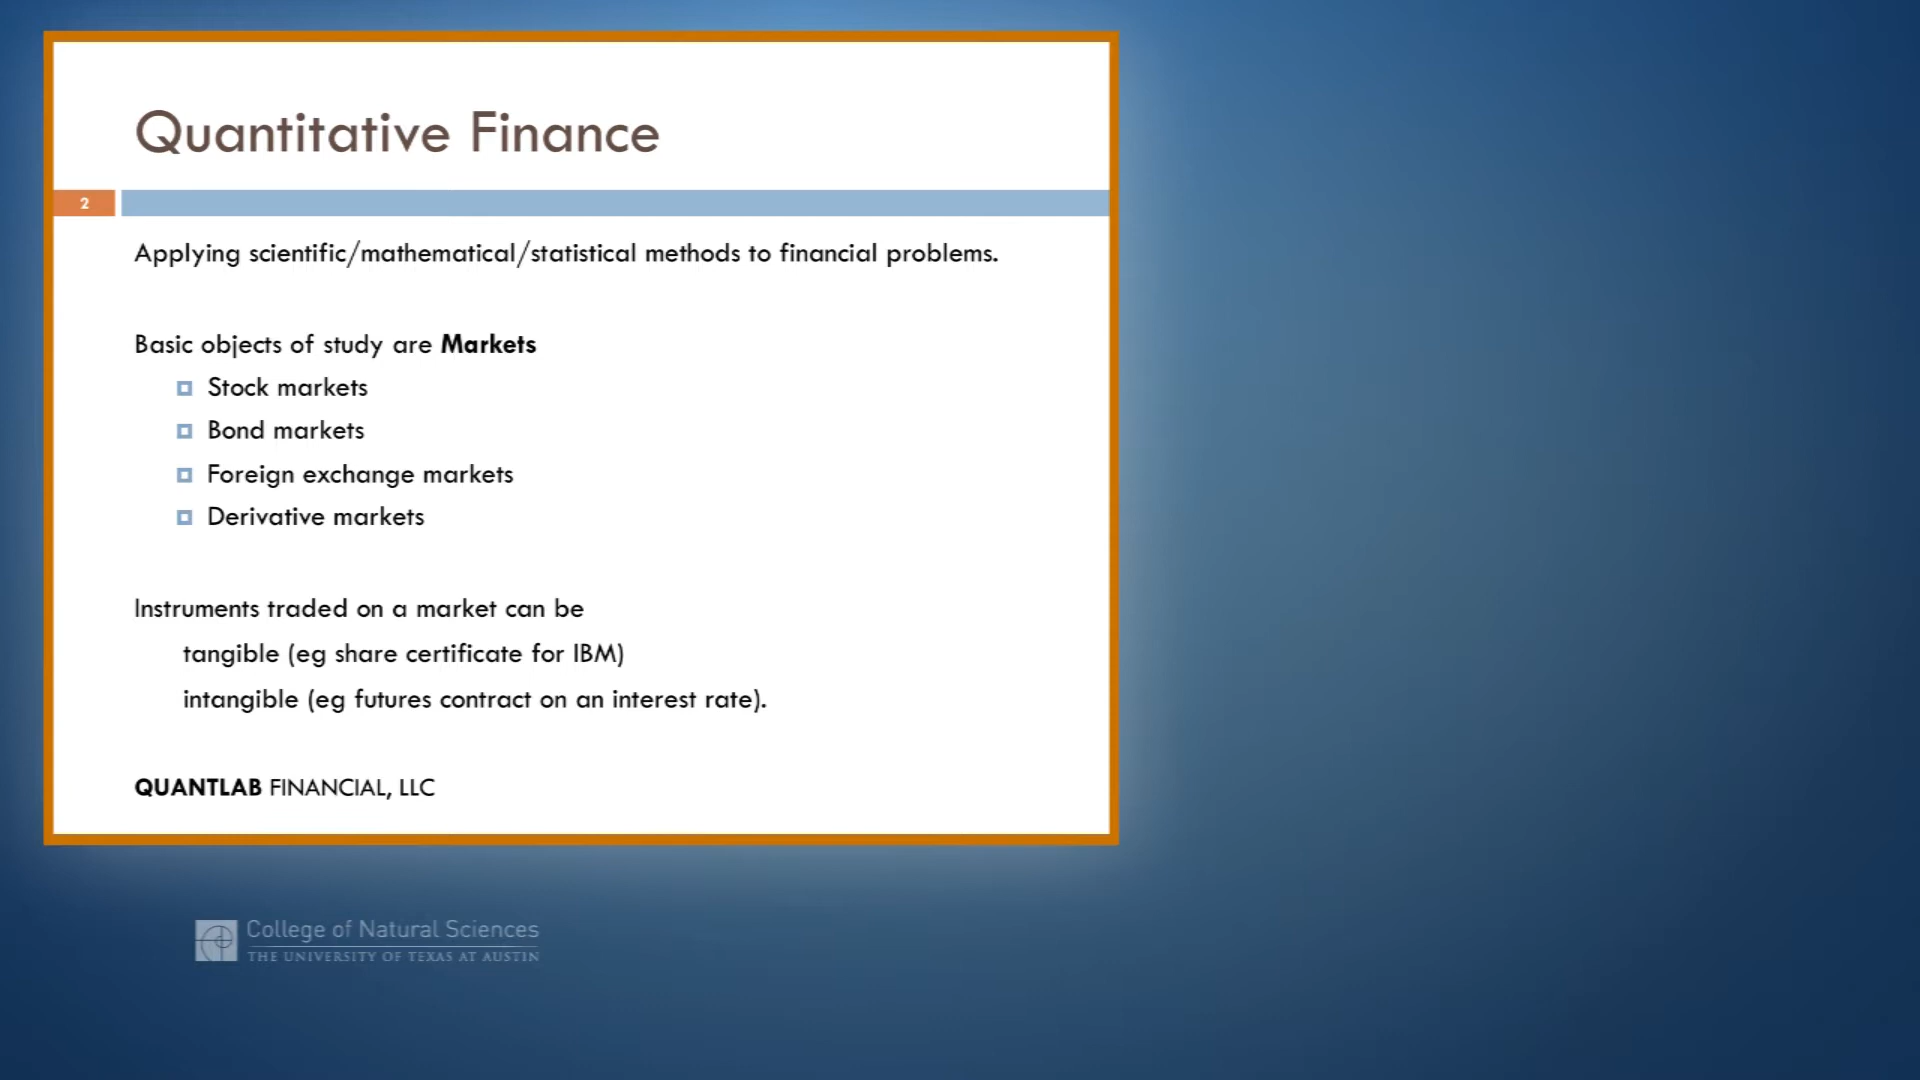 Quantitative Finance
2
Applying scientific/mathematical/statistical methods to financial problems.
Basic objects of study are Markets
Stock markets
Bond markets
Foreign exchange markets
Derivative markets
Instruments traded on a market can be
tangible (eg share certificate for IBM)
intangible (eg futures contract on an interest rate).
QUANTLAB FINANCIAL, LLC
College of Natural Sciences
THE UNIVERSITY OF TEXAS AT AUSTIN